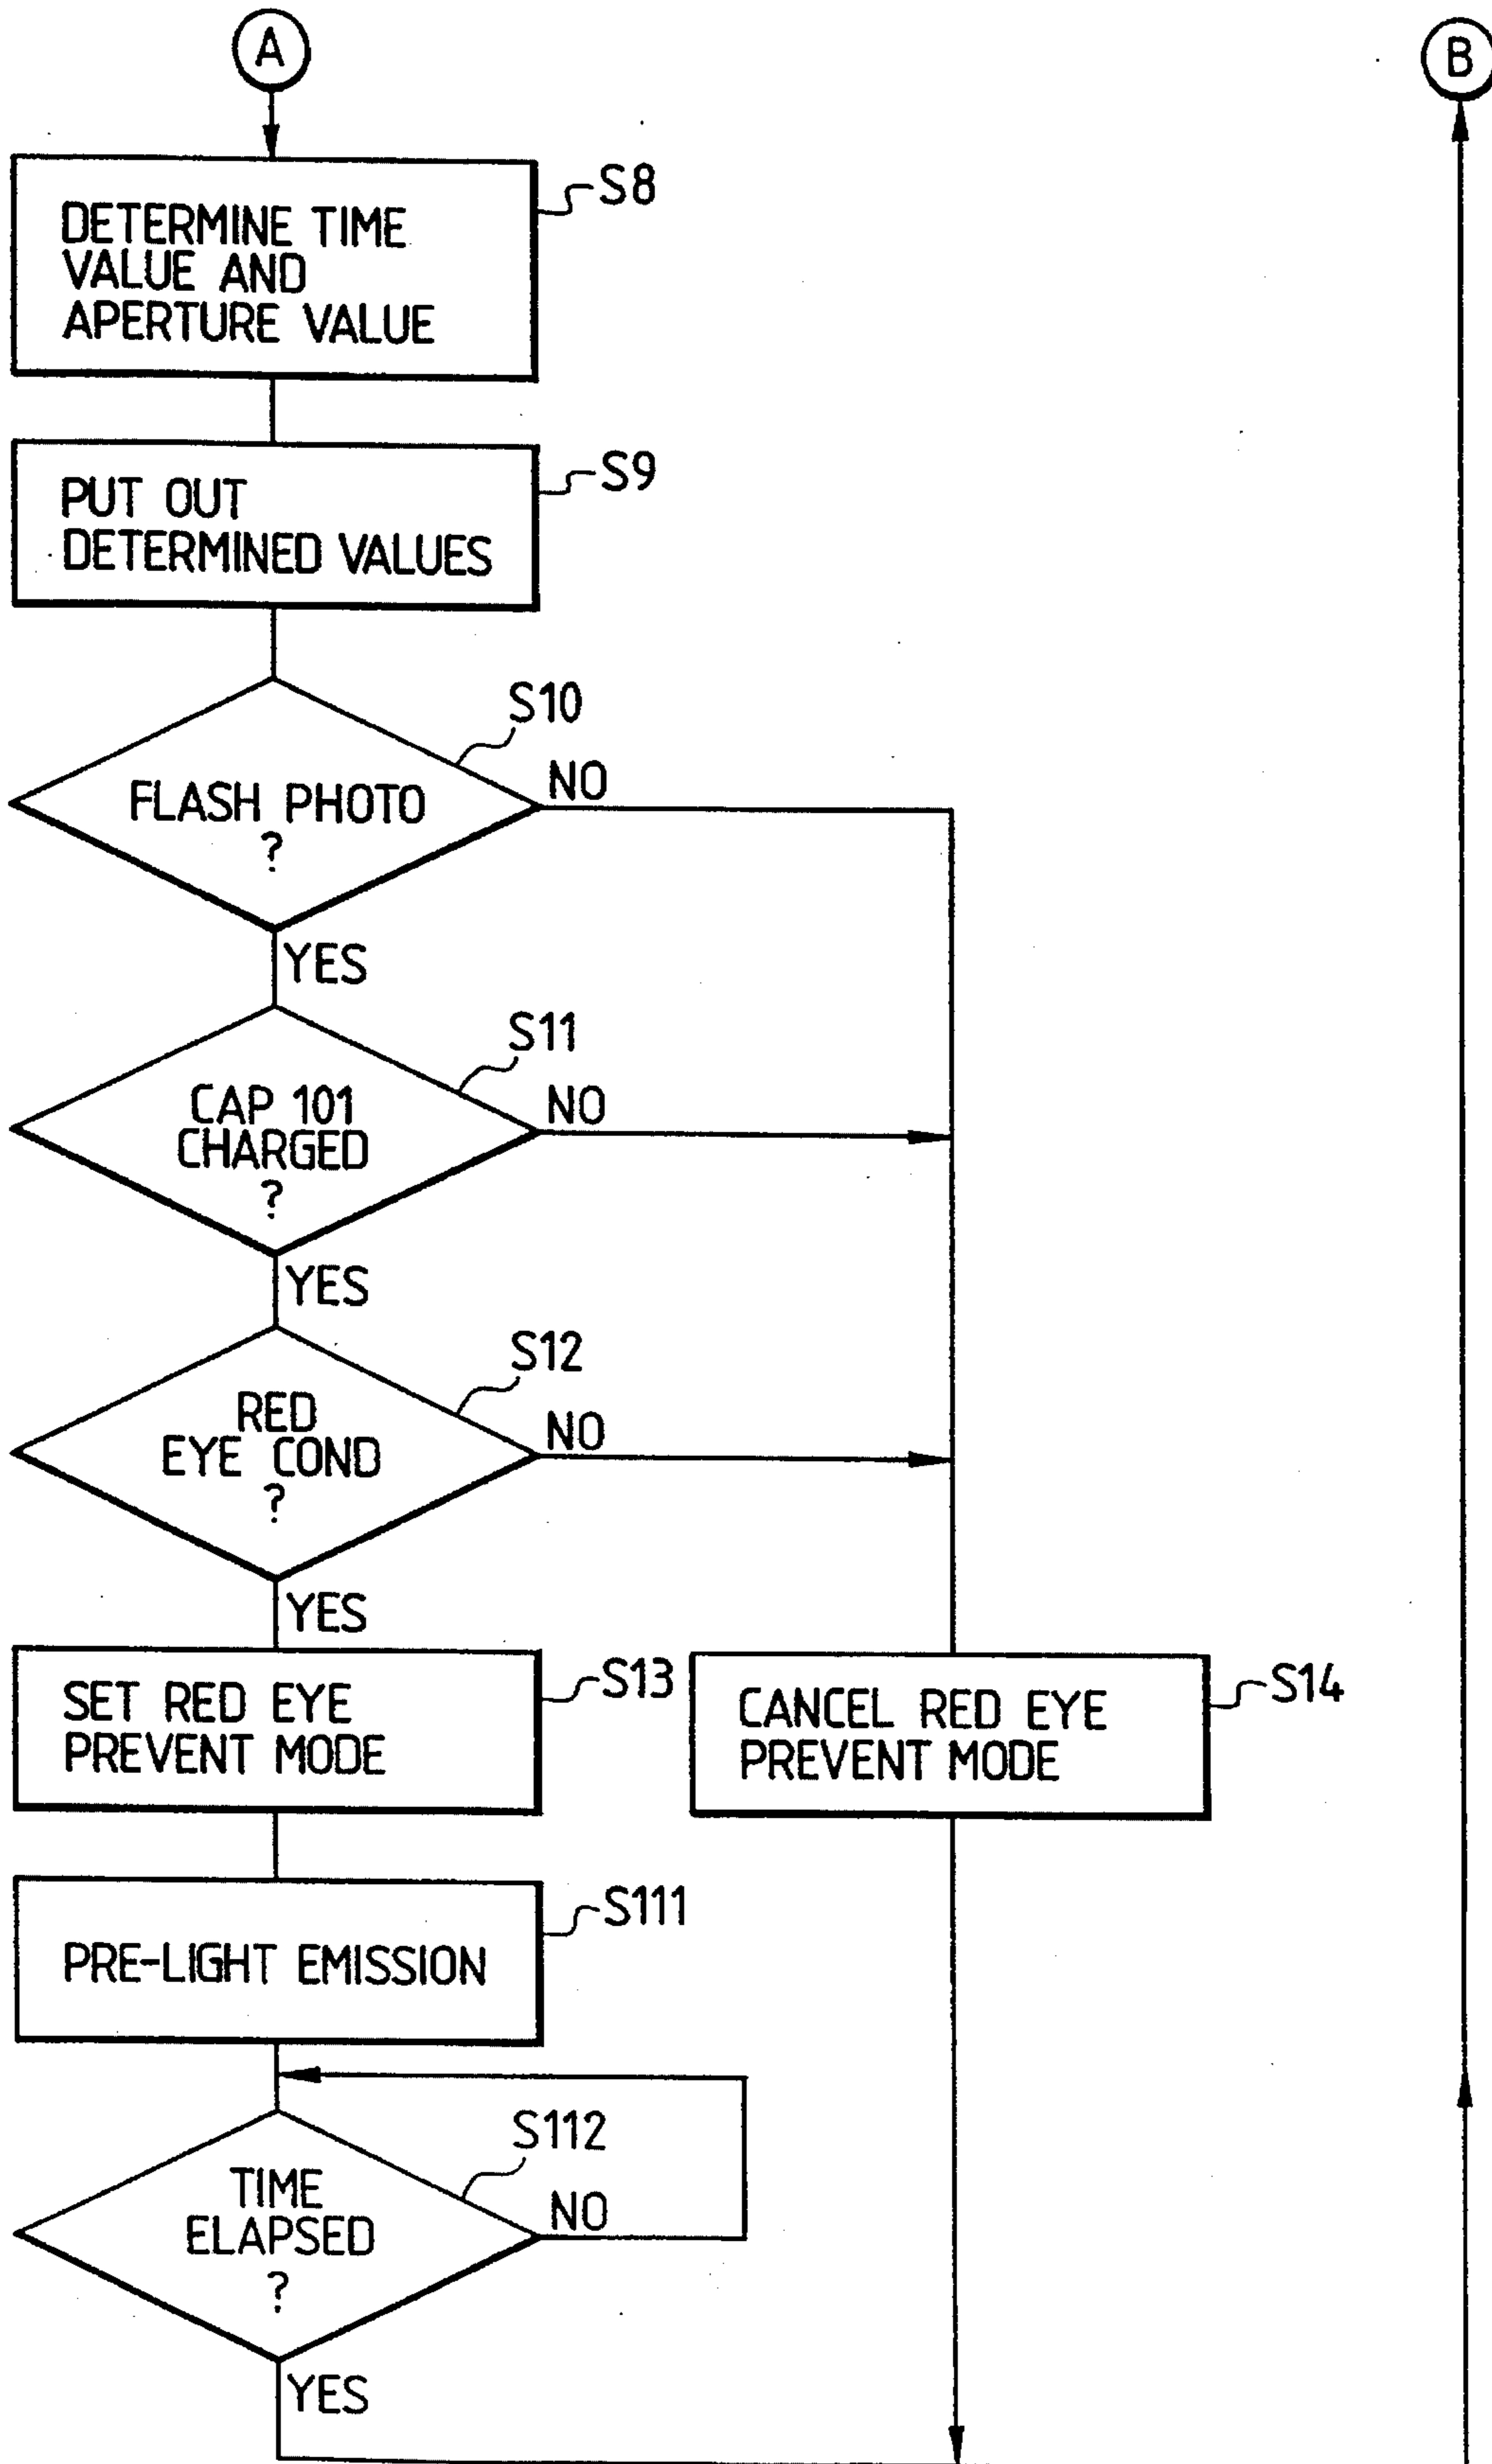 A
B
S8
DETERMINE TIME
VALUE AND
APERTURE VALUE
S9
PUT OUT
DETERMINED VALUES
S10
FLASH PHOTO
?
NO
YES
S11
CAP 101
CHARGED
?
NO
YES
S12
RED
EYE COND
?
NO
YES
S13
SET RED EYE
PREVENT MODE
S14
CANCEL RED EYE
PREVENT MODE
S111
PRE-LIGHT EMISSION
S112
TIME
ELAPSED
?
NO
YES